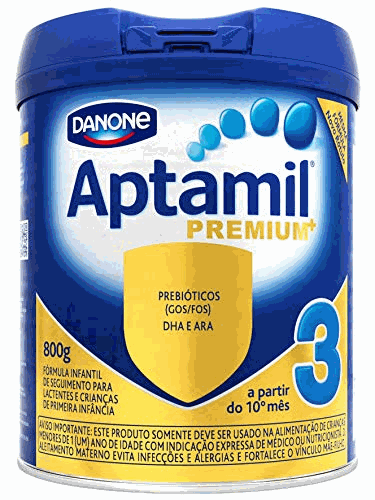 DANONE
Aptamil®
PREMIUM+
PREBIÓTICOS
(GOS/FOS)
DHA E ARA
800g
FÓRMULA INFANTIL
DE SEGUIMENTO PARA
LACTENTES E CRIANÇAS
DE PRIMEIRA INFÂNCIA
3
a partir
do 10º mês
AVISO IMPORTANTE: ESTE PRODUTO SOMENTE DEVE SER USADO NA ALIMENTAÇÃO DE CRIANÇAS
MENORES DE 1 (UM) ANO DE IDADE COM INDICAÇÃO EXPRESSA DE MÉDICO OU NUTRICIONISTA. O
ALEITAMENTO MATERNO EVITA INFECÇÕES E ALERGIAS E FORTALECE O VÍNCULO MÃE-FILHO.